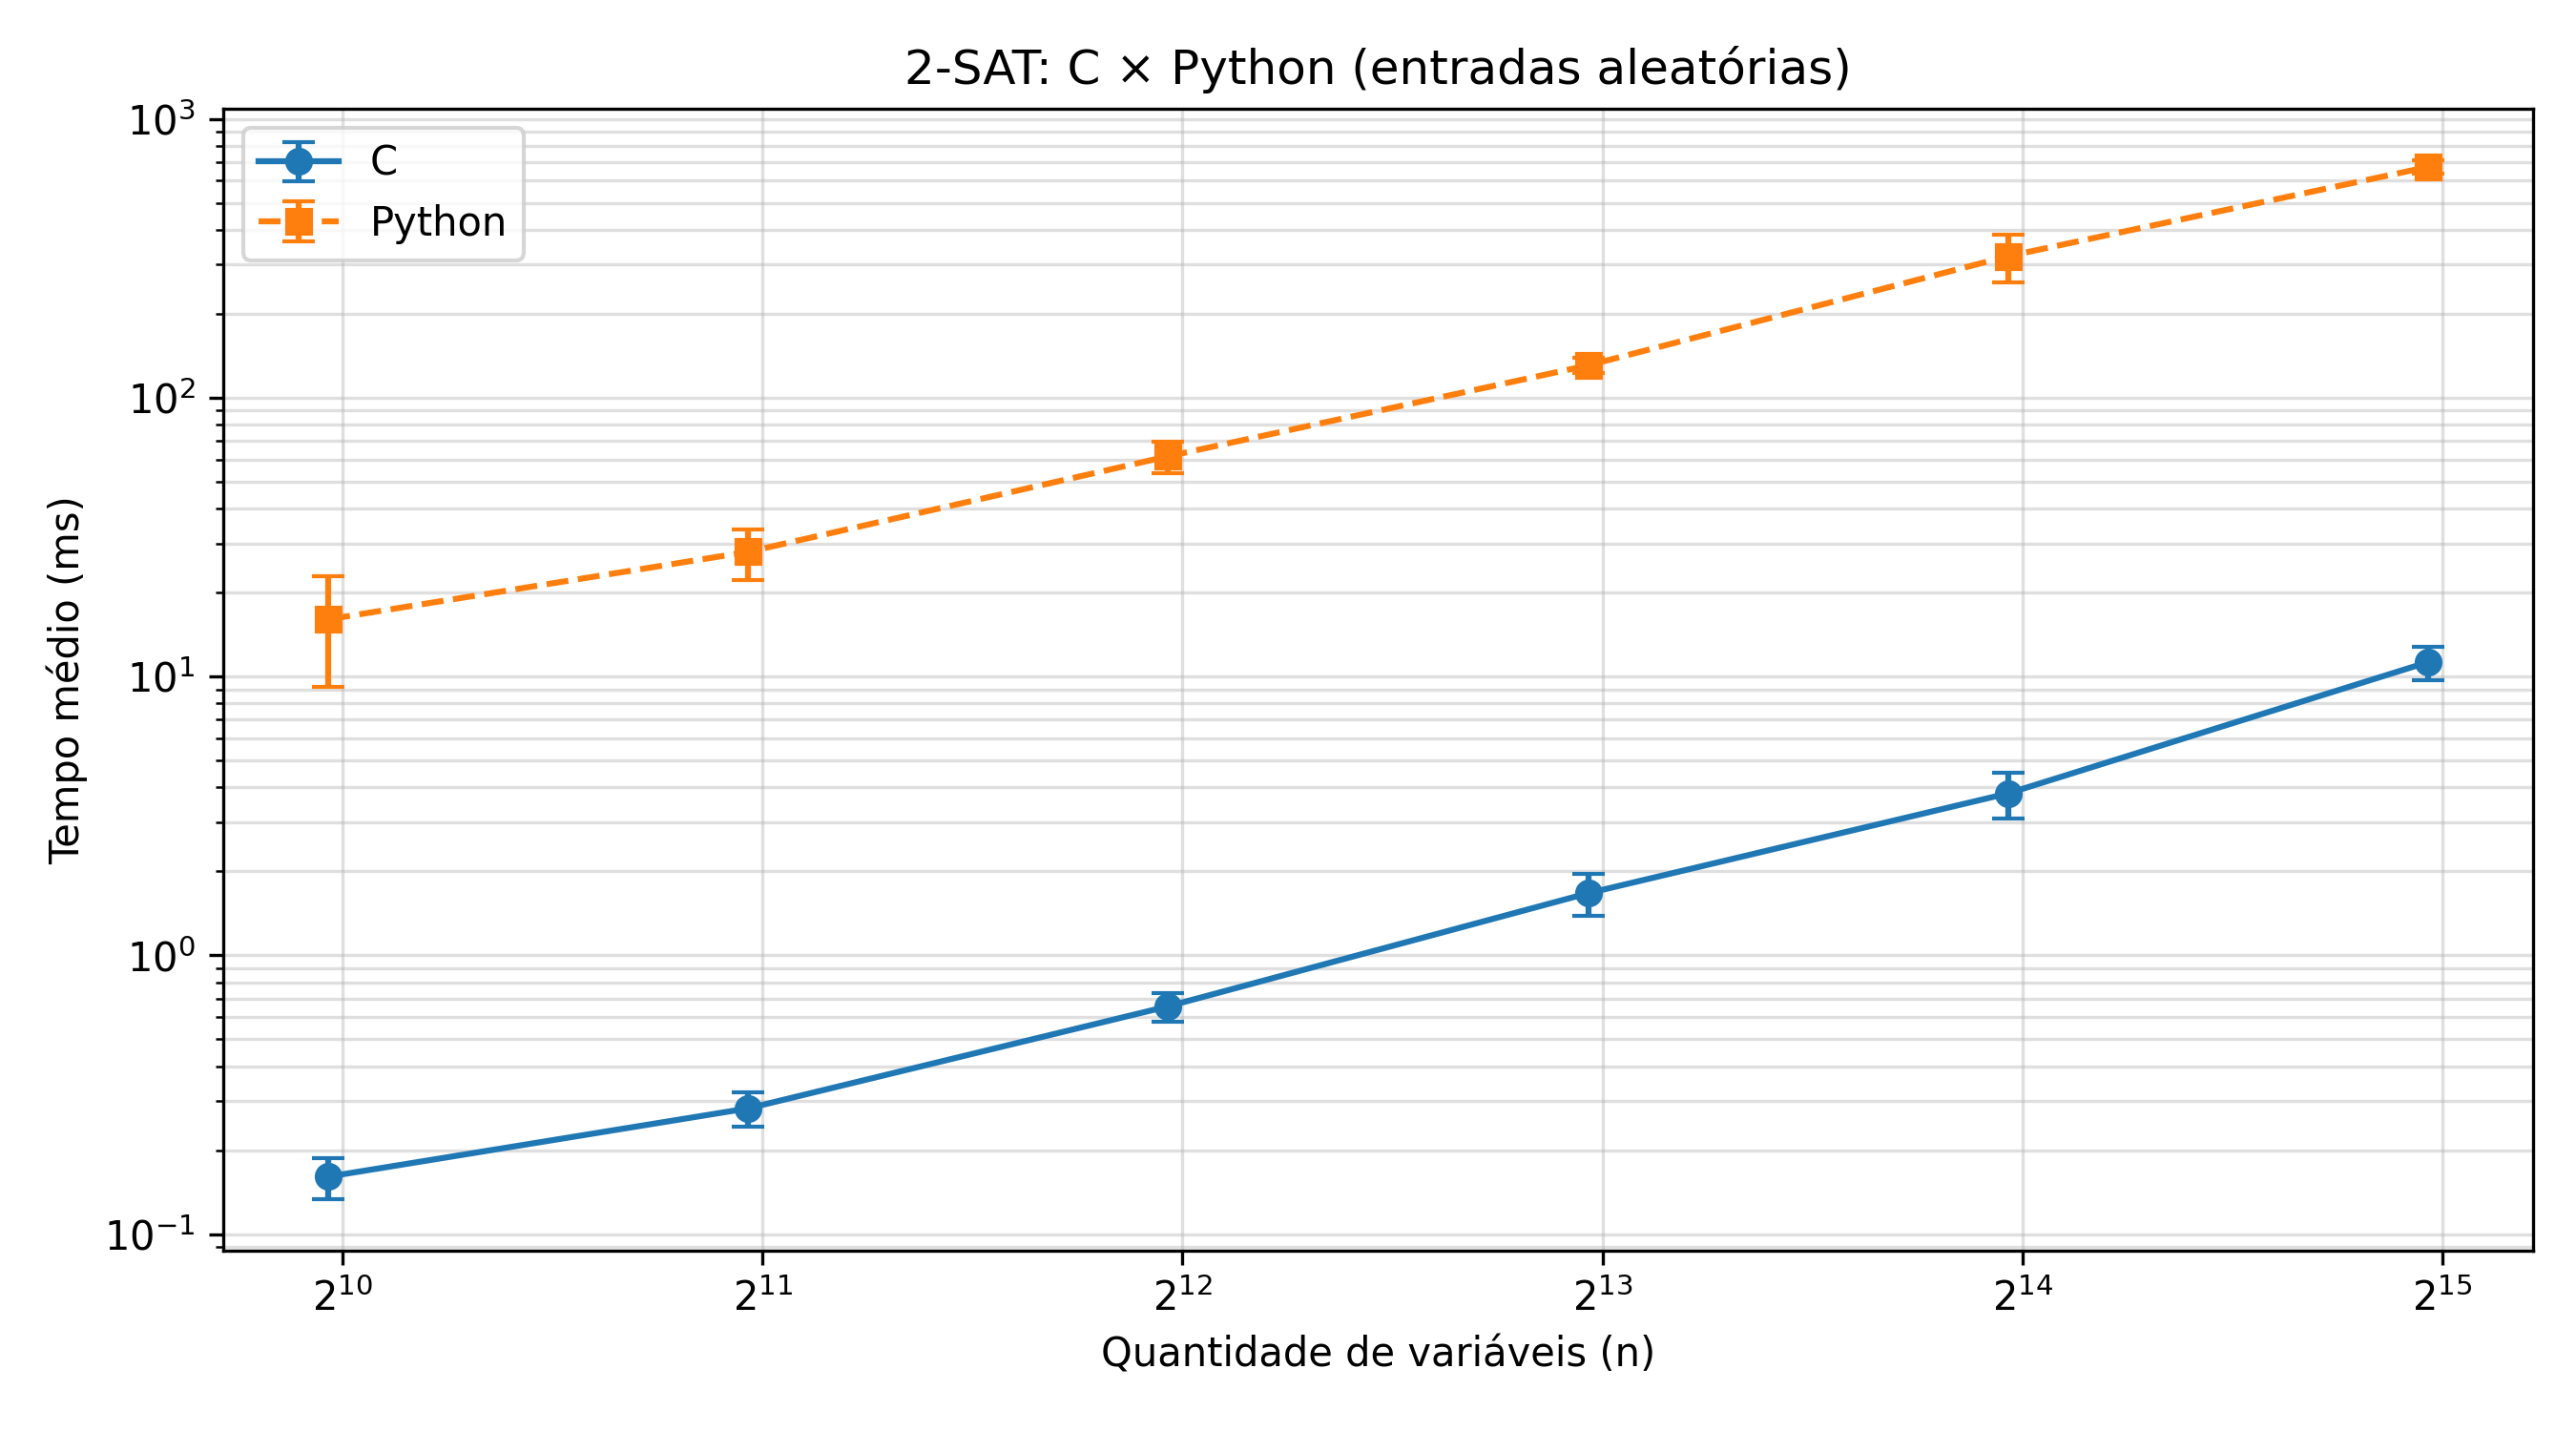 2-SAT: C × Python (entradas aleatórias)
C
Python
Tempo médio (ms)
10³
10²
10¹
10⁰
10⁻¹
2¹⁰ 2¹¹ 2¹² 2¹³ 2¹⁴ 2¹⁵
Quantidade de variáveis (n)